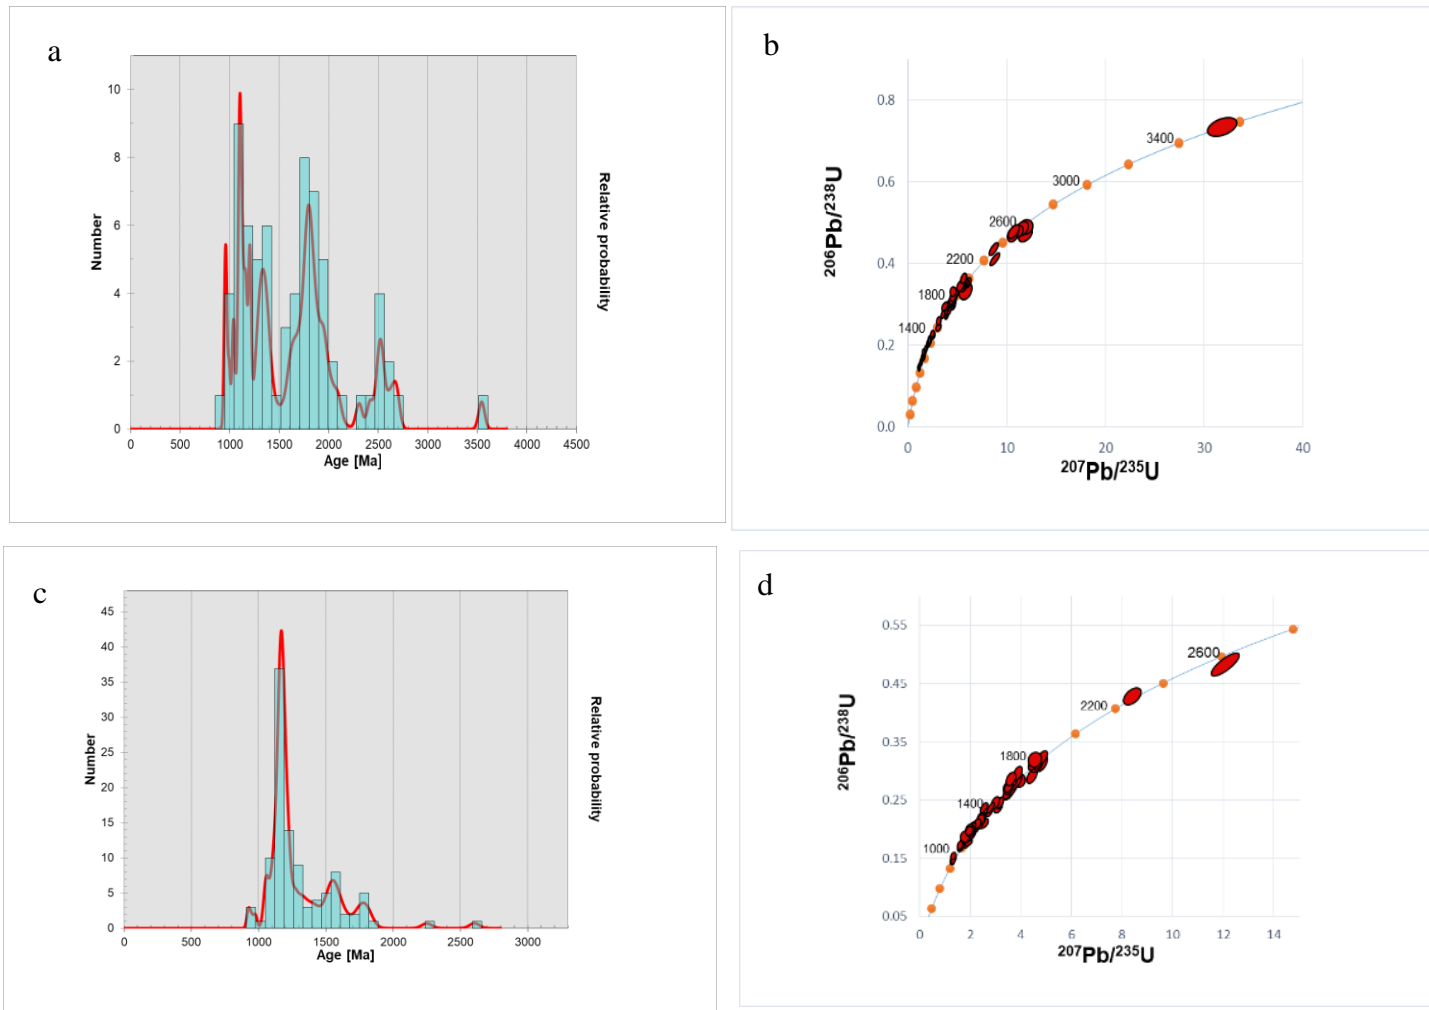 a
10
8
6
4
2
0
Number
Relative probability
0 500 1000 1500 2000 2500 3000 3500 4000 4500
Age [Ma]
b
0.8
0.6
0.4
0.2
0.0
206Pb/238U
3400
3000
2600
2200
1800
1400
0 10 20 30 40
207Pb/235U
c
45
40
35
30
25
20
15
10
5
0
Number
Relative probability
0 500 1000 1500 2000 2500 3000
Age [Ma]
d
0.55
0.45
0.35
0.25
0.15
0.05
206Pb/238U
2600
2200
1800
1400
1000
0 2 4 6 8 10 12 14
207Pb/235U